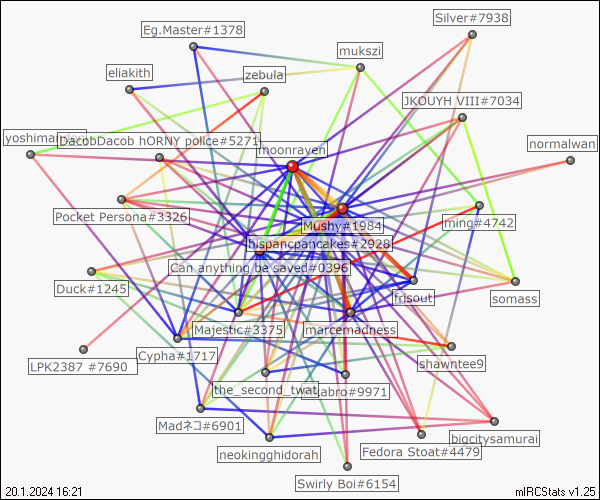 Silver#7938
Eg.Master#1378
mukszi
eliakith
zebula
JKOUYH VIII#7034
yoshima
DacobDacob hORNY police#5271
normalwan
moonraven
Pocket Persona#3326
Mushy#1984
ming#4742
hispancpancakes#2928
Can anything be saved#0396
Duck#1245
frisout
somass
Majestic#3375
marcemadness
Cypha#1717
LPK2387 #7690
shawntee9
the_second_twat
abro#9971
Madネコ#6901
bigcitysamurai
neokingghidorah
Fedora Stoat#4479
Swirly Boi#6154
20.1.2024 16:21
mIRCStats v1.25